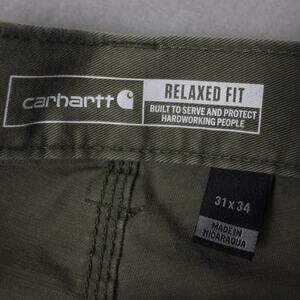 carhartt
RELAXED FIT
BUILT TO SERVE AND PROTECT
HARDWORKING PEOPLE
31 x 34
MADE IN
NICARAGUA